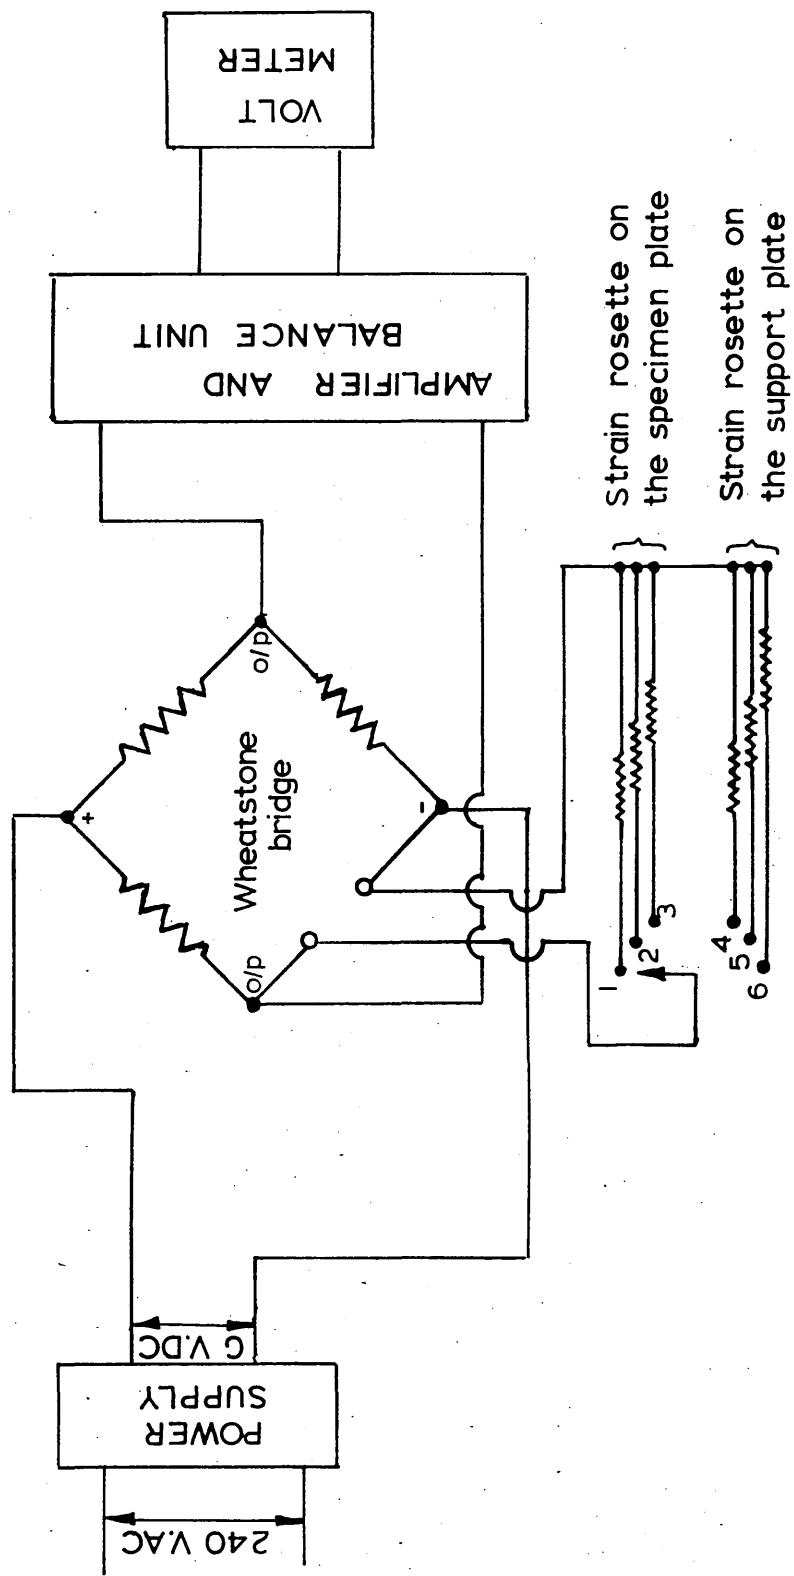 VOLT
METER
AMPLIFIER AND
BALANCE UNIT
Strain rosette on
the specimen plate
Strain rosette on
the support plate
o/p
Wheatstone
bridge
+
-
o/p
1
2
3
4
5
6
6 V.DC
POWER
SUPPLY
240 V.AC